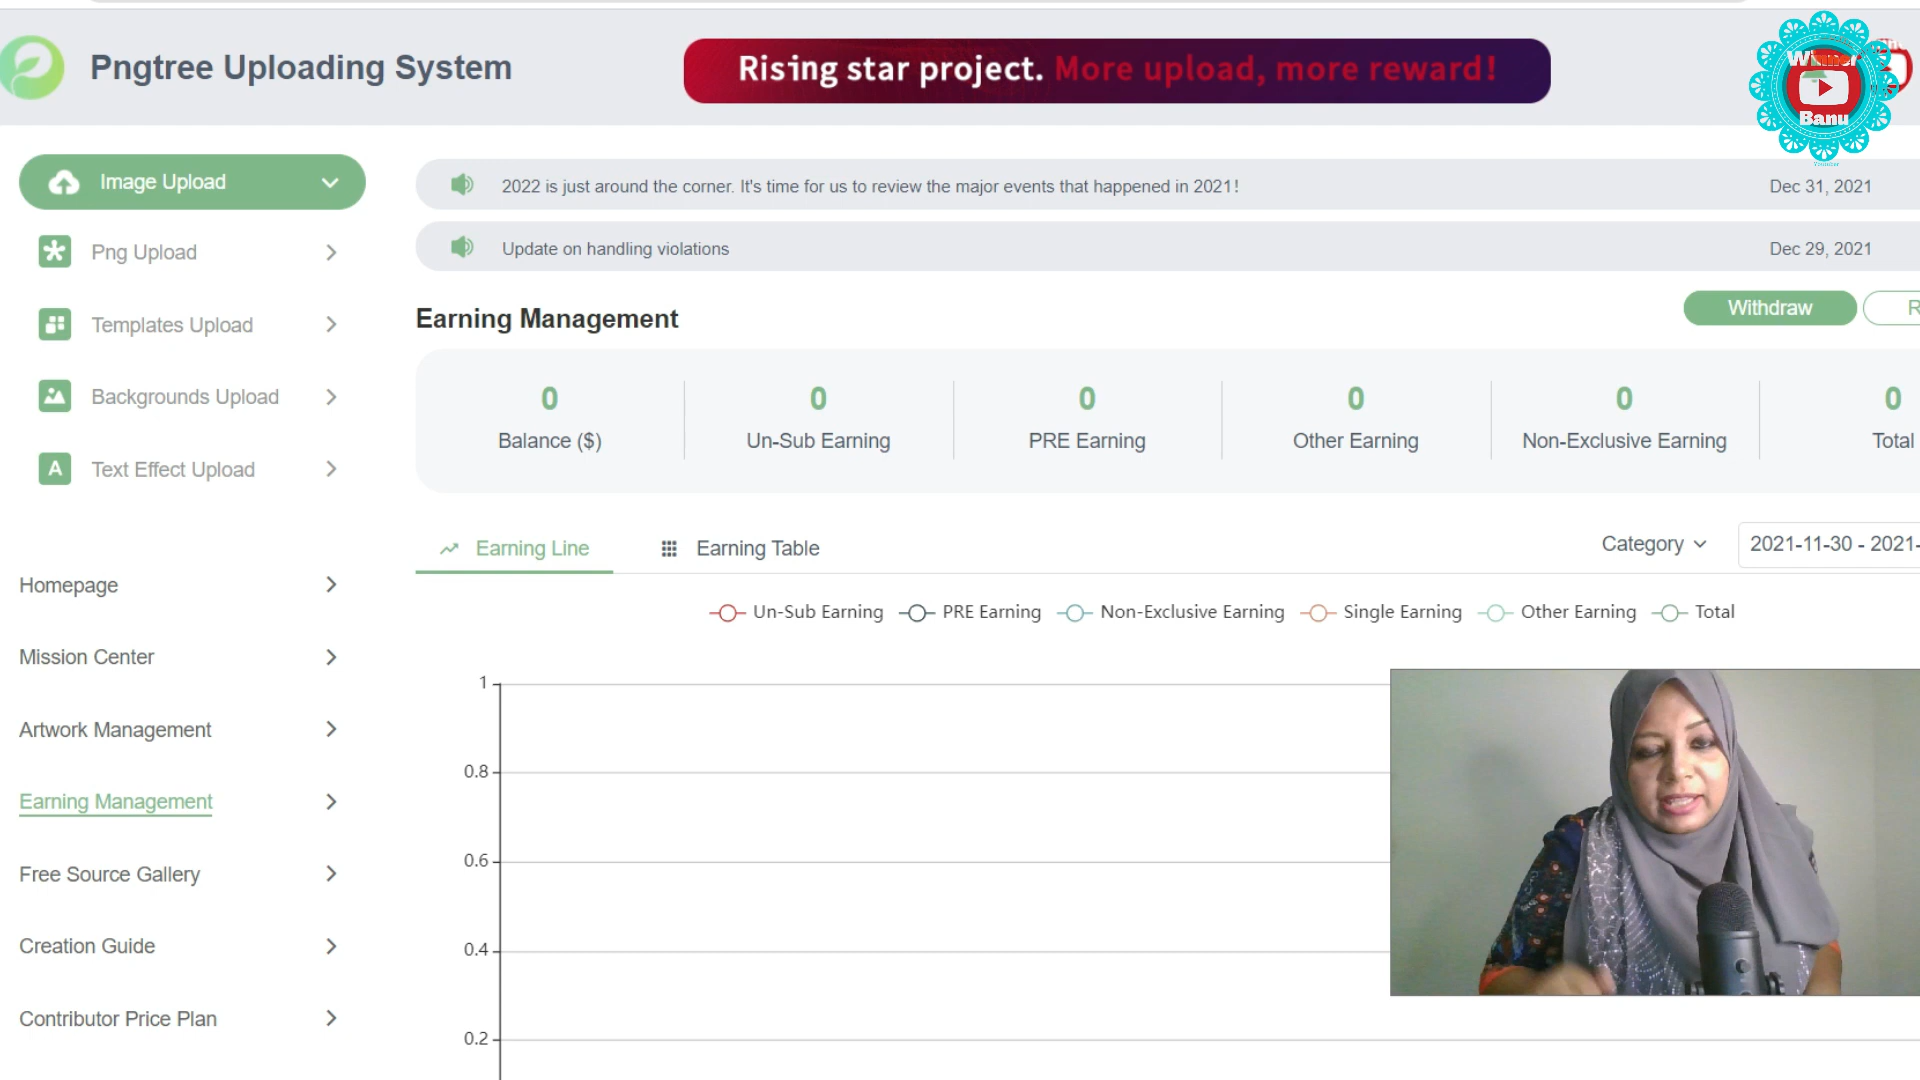 Pngtree Uploading System
Rising star project. More upload, more reward!
Winner
Banu
Image Upload
2022 is just around the corner. It's time for us to review the major events that happened in 2021!
Dec 31, 2021
Png Upload
Update on handling violations
Dec 29, 2021
Templates Upload
Earning Management
Withdraw
R
Backgrounds Upload
Text Effect Upload
0
Balance ($)
0
Un-Sub Earning
0
PRE Earning
0
Other Earning
0
Non-Exclusive Earning
0
Total
Earning Line
Earning Table
Category
2021-11-30 - 2021-
Un-Sub Earning
PRE Earning
Non-Exclusive Earning
Single Earning
Other Earning
Total
Homepage
Mission Center
Artwork Management
Earning Management
Free Source Gallery
Creation Guide
Contributor Price Plan
1
0.8
0.6
0.4
0.2